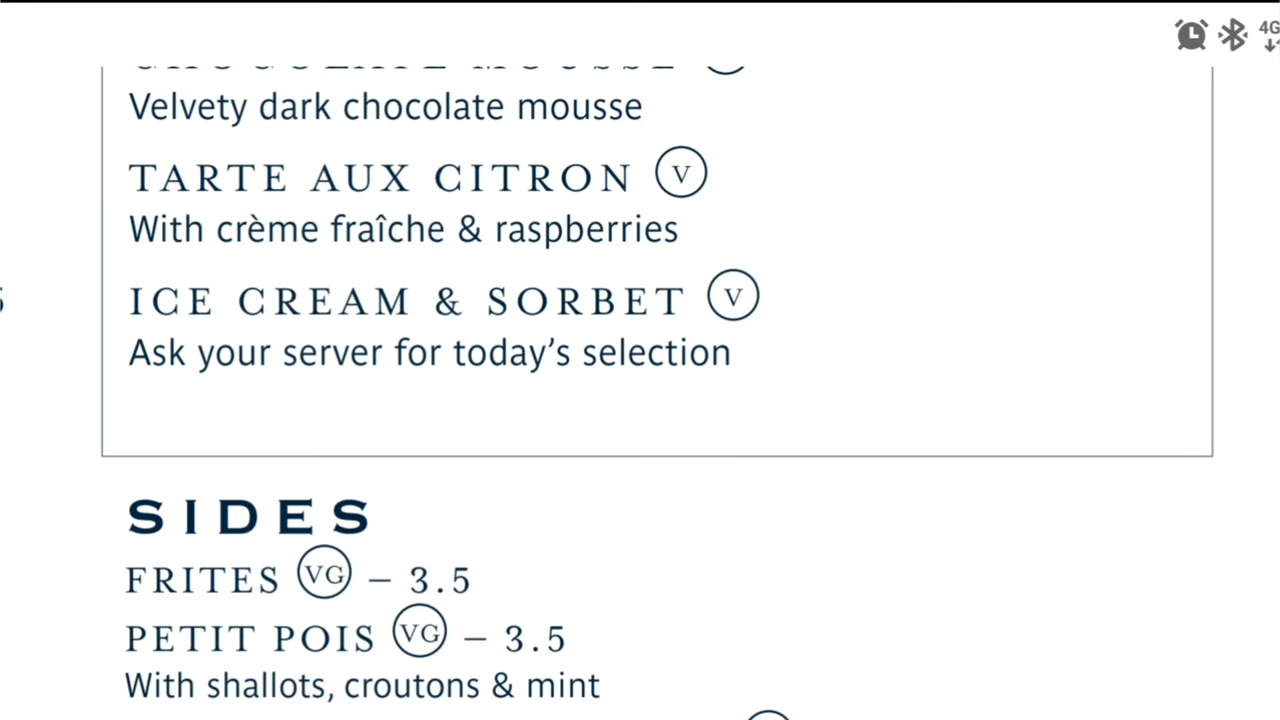 4G
Velvety dark chocolate mousse
TARTE AUX CITRON V
With crème fraîche & raspberries
ICE CREAM & SORBET V
Ask your server for today's selection
SIDES
FRITES VG – 3.5
PETIT POIS VG – 3.5
With shallots, croutons & mint